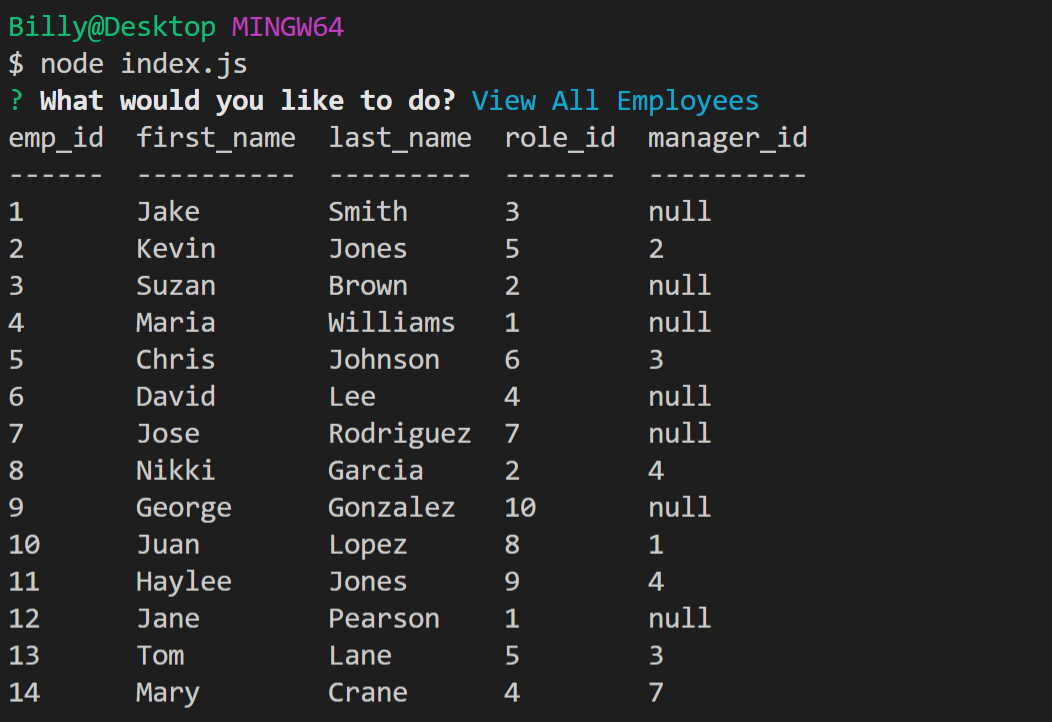 Billy@Desktop MINGW64
$ node index.js
? What would you like to do? View All Employees
emp_id  first_name  last_name  role_id  manager_id
------  ----------  ---------  -------  ----------
1       Jake        Smith      3        null
2       Kevin       Jones      5        2
3       Suzan       Brown      2        null
4       Maria       Williams   1        null
5       Chris       Johnson    6        3
6       David       Lee        4        null
7       Jose        Rodriguez  7        null
8       Nikki       Garcia     2        4
9       George      Gonzalez   10       null
10      Juan        Lopez      8        1
11      Haylee      Jones      9        4
12      Jane        Pearson    1        null
13      Tom         Lane       5        3
14      Mary        Crane      4        7